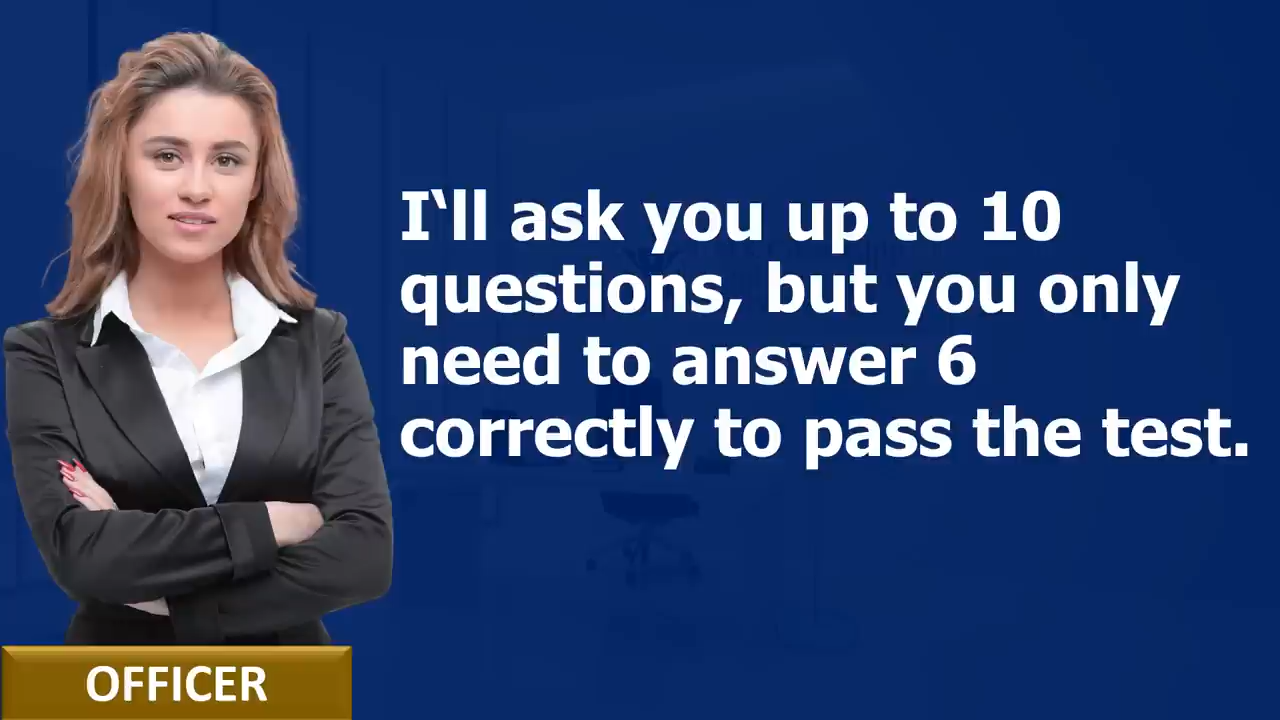 I‘ll ask you up to 10
questions, but you only
need to answer 6
correctly to pass the test.
OFFICER